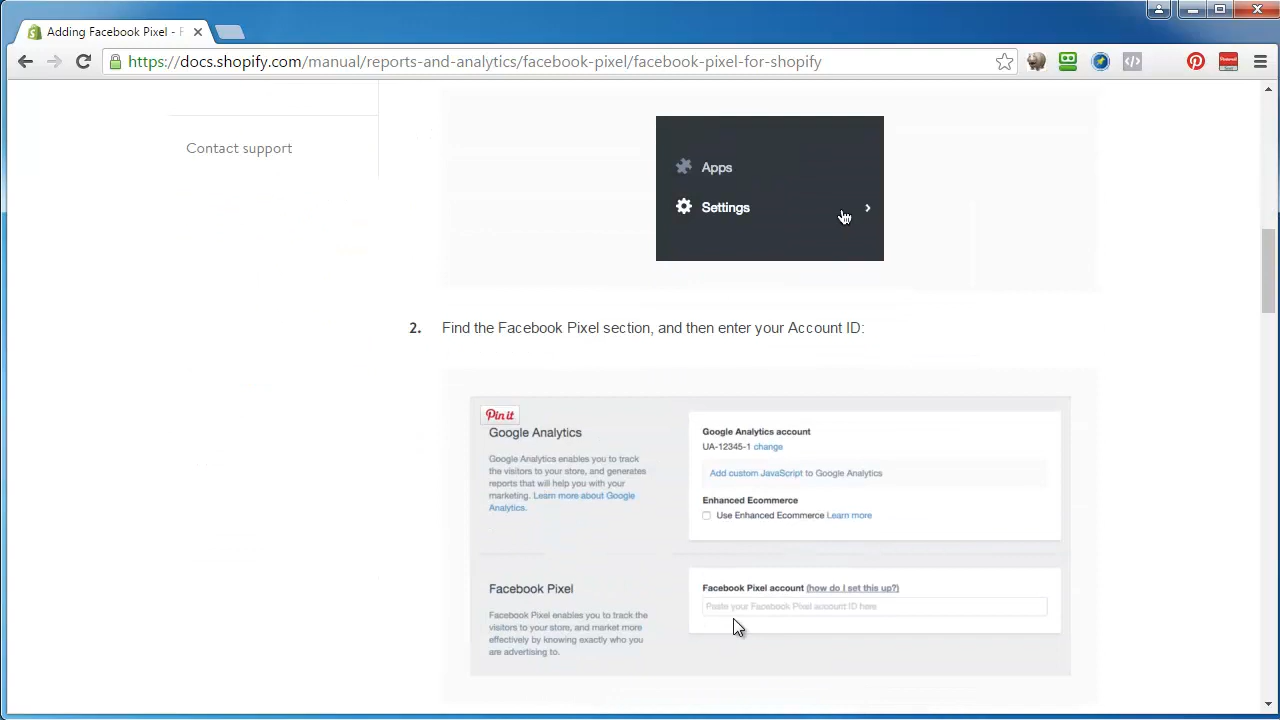 Adding Facebook Pixel - F
https://docs.shopify.com/manual/reports-and-analytics/facebook-pixel/facebook-pixel-for-shopify
Contact support
Apps
Settings
2. Find the Facebook Pixel section, and then enter your Account ID:
Pin it
Google Analytics
Google Analytics enables you to track
the visitors to your store, and generates
reports that will help you with your
marketing. Learn more about Google
Analytics.
Google Analytics account
UA-12345-1 change
Add custom JavaScript to Google Analytics
Enhanced Ecommerce
Use Enhanced Ecommerce Learn more
Facebook Pixel
Facebook Pixel enables you to track the
visitors to your store, and market more
effectively by knowing exactly who you
are advertising to.
Facebook Pixel account (how do I set this up?)
Paste your Facebook Pixel account ID here